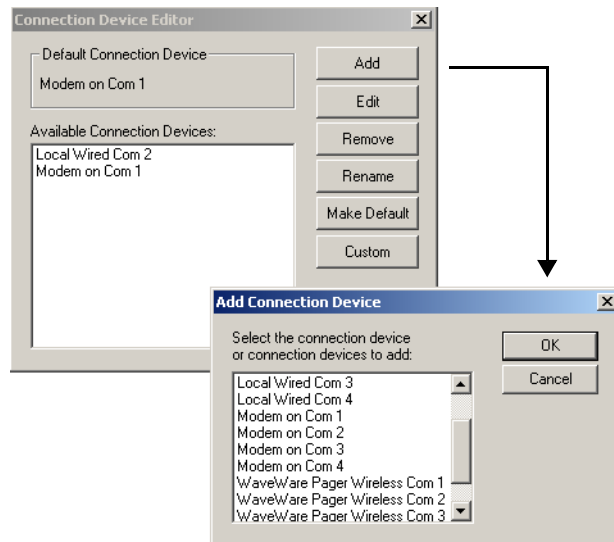 Connection Device Editor
Default Connection Device
Modem on Com 1
Available Connection Devices:
Local Wired Com 2
Modem on Com 1
Add
Edit
Remove
Rename
Make Default
Custom
Add Connection Device
Select the connection device
or connection devices to add:
Local Wired Com 3
Local Wired Com 4
Modem on Com 1
Modem on Com 2
Modem on Com 3
Modem on Com 4
WaveWare Pager Wireless Com 1
WaveWare Pager Wireless Com 2
WaveWare Pager Wireless Com 3
OK
Cancel